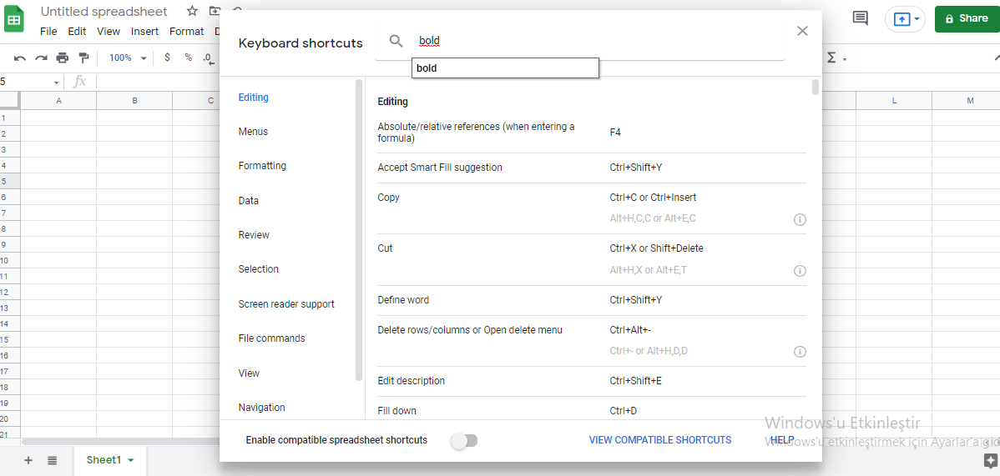 Untitled spreadsheet
File Edit View Insert Format
Share
100% $ % .0
Σ
5
fx
A B C L M
1
2
3
4
5
6
7
8
9
10
11
12
13
14
15
16
17
18
19
20
21
Keyboard shortcuts
bold
bold
Editing
Menus
Formatting
Data
Review
Selection
Screen reader support
File commands
View
Navigation
Editing
Absolute/relative references (when entering a
formula)
F4
Accept Smart Fill suggestion Ctrl+Shift+Y
Copy Ctrl+C or Ctrl+Insert
Alt+H,C,C or Alt+E,C
Cut Ctrl+X or Shift+Delete
Alt+H,X or Alt+E,T
Define word Ctrl+Shift+Y
Delete rows/columns or Open delete menu Ctrl+Alt+-
Ctrl+- or Alt+H,D,D
Edit description Ctrl+Shift+E
Fill down Ctrl+D
Enable compatible spreadsheet shortcuts VIEW COMPATIBLE SHORTCUTS HELP
Windows'u Etkinleştir
Windows'u etkinleştirmek için Ayarlar'a
Sheet1